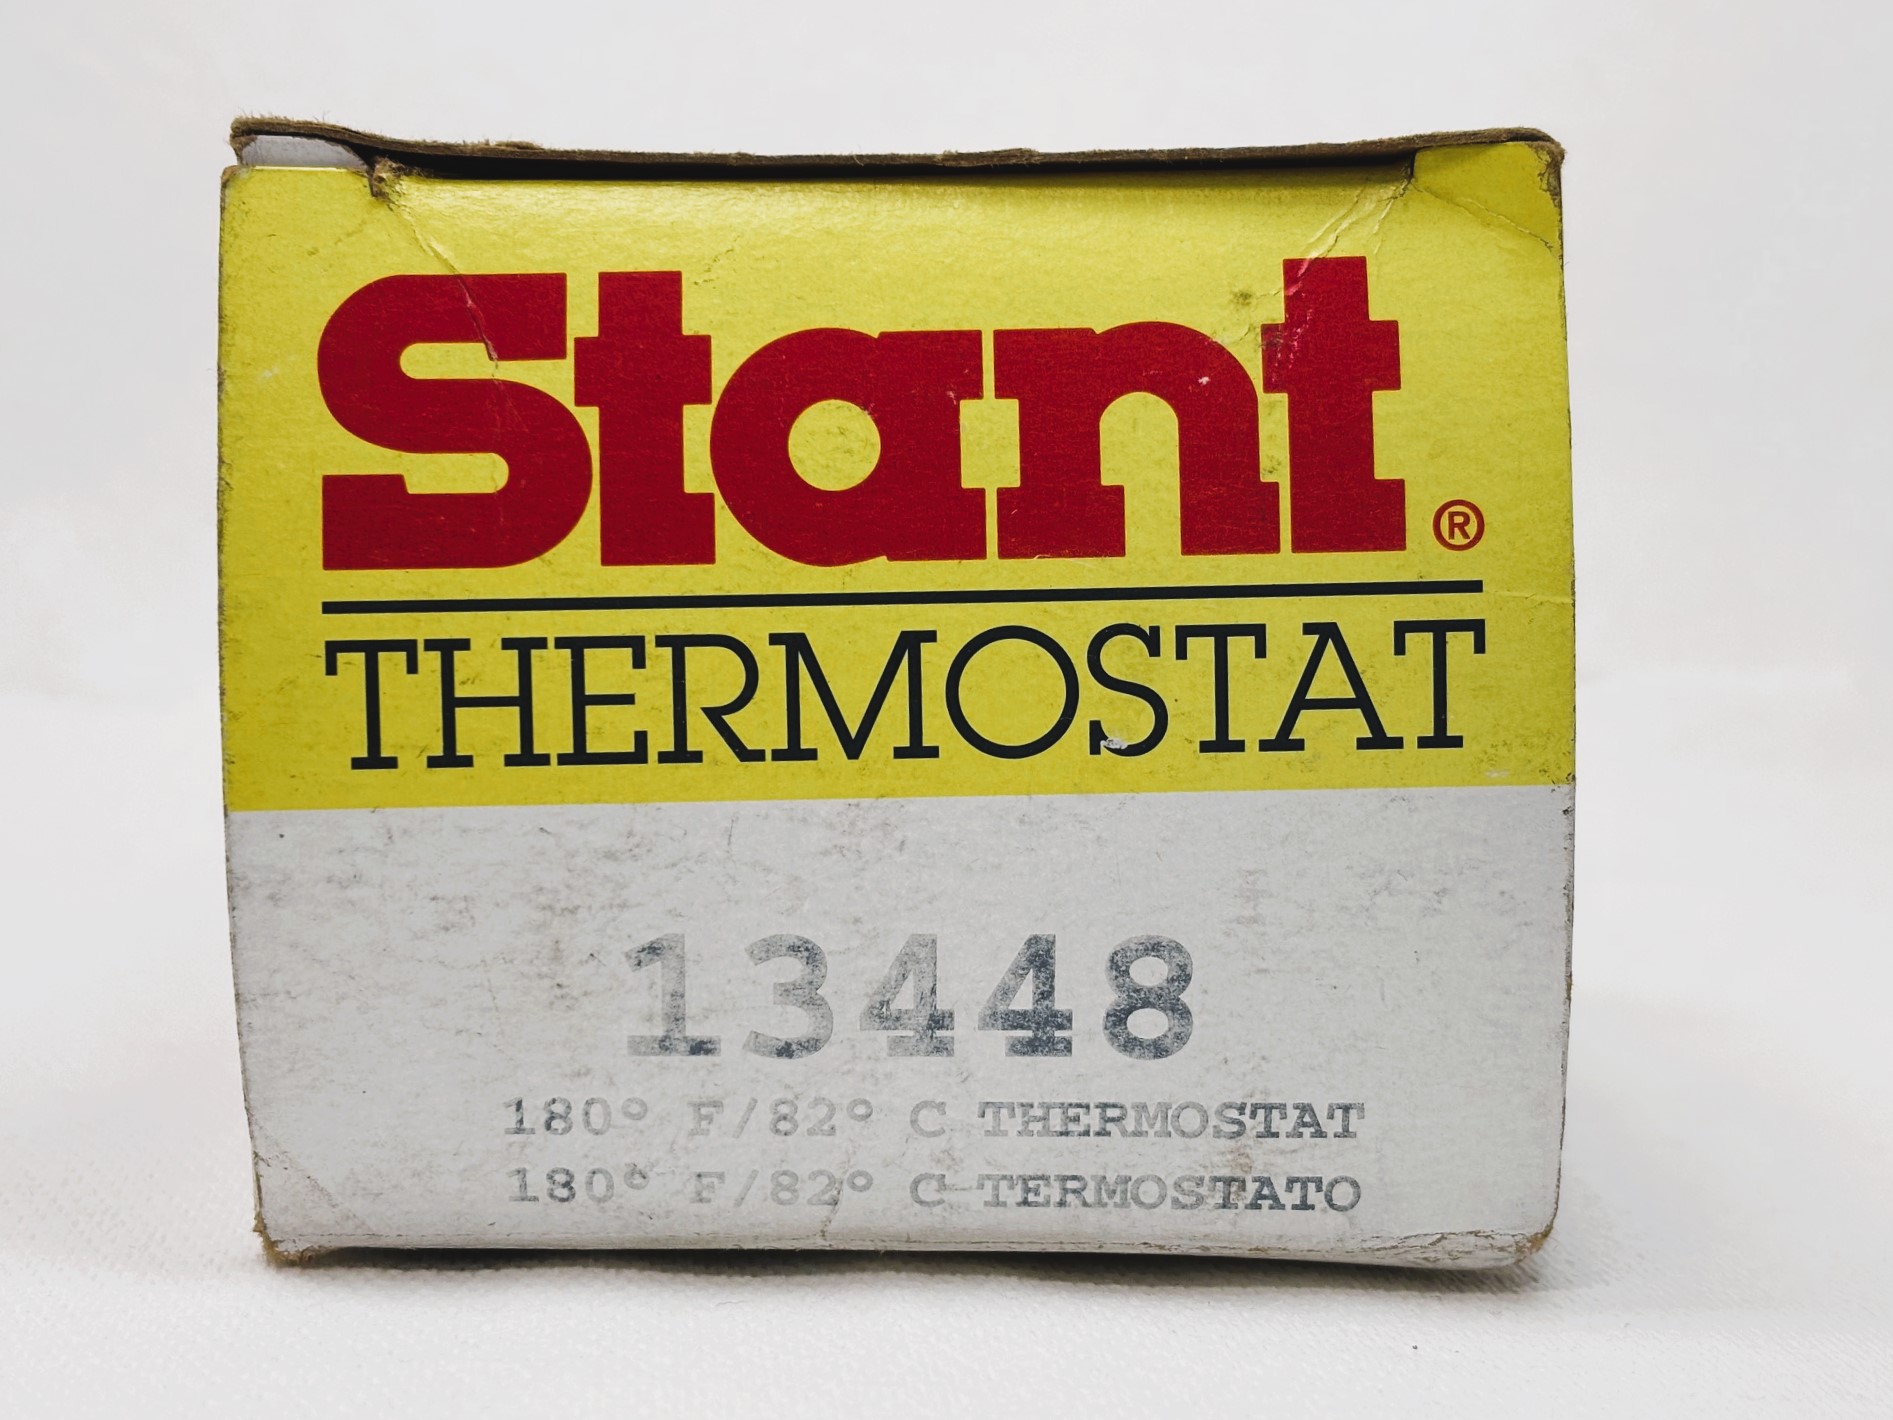 Stant®
THERMOSTAT
13448
180° F/82° C THERMOSTAT
180° F/82° C TERMOSTATO